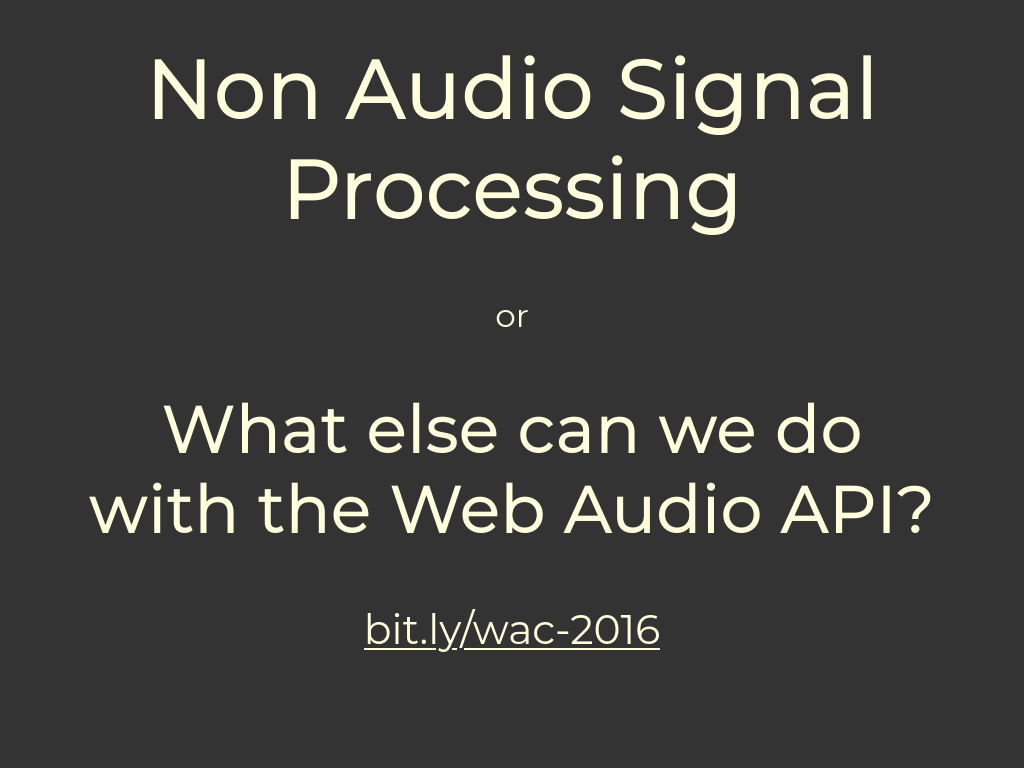 Non Audio Signal
Processing
or
What else can we do
with the Web Audio API?
bit.ly/wac-2016